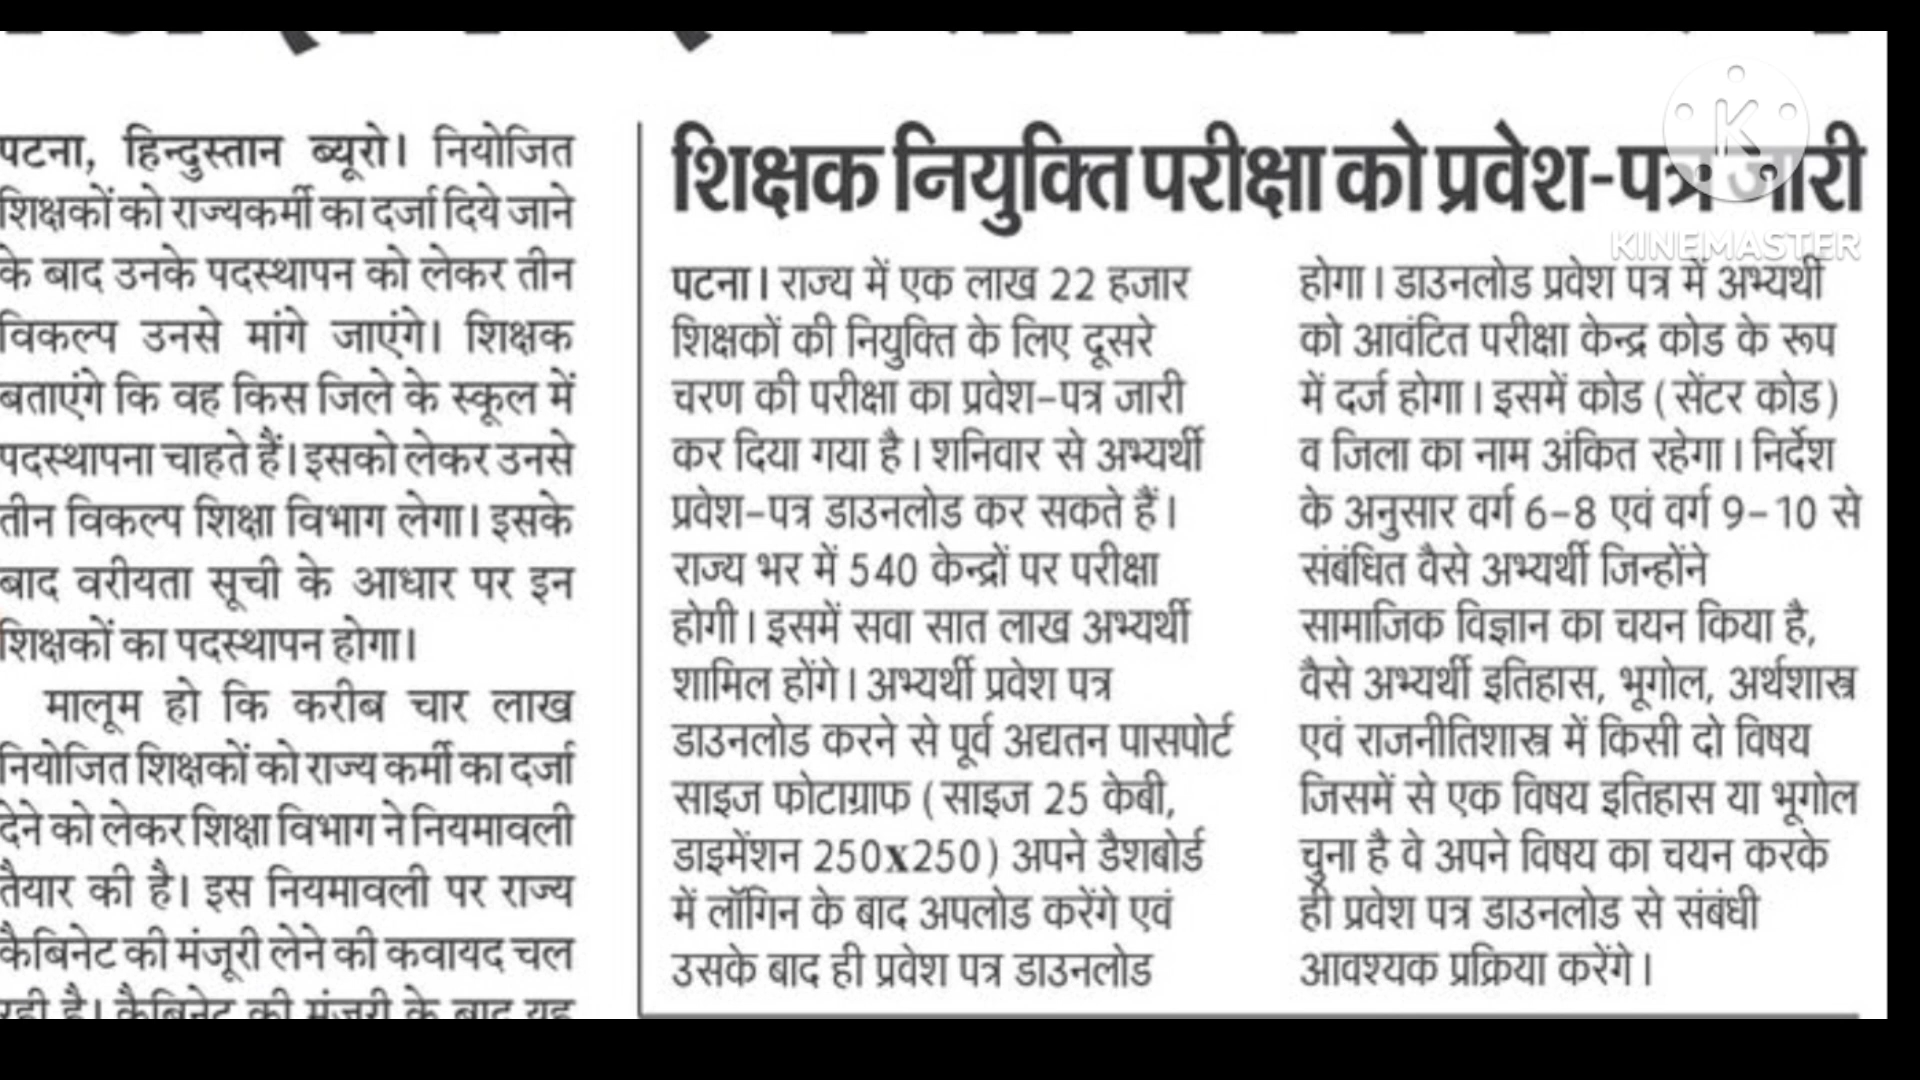 पटना, हिन्दुस्तान ब्यूरो। नियोजित
शिक्षकों को राज्यकर्मी का दर्जा दिये जाने
के बाद उनके पदस्थापन को लेकर तीन
विकल्प उनसे मांगे जाएंगे। शिक्षक
बताएंगे कि वह किस जिले के स्कूल में
पदस्थापना चाहते हैं। इसको लेकर उनसे
तीन विकल्प शिक्षा विभाग लेगा। इसके
बाद वरीयता सूची के आधार पर इन
शिक्षकों का पदस्थापन होगा।
मालूम हो कि करीब चार लाख
नियोजित शिक्षकों को राज्य कर्मी का दर्जा
देने को लेकर शिक्षा विभाग ने नियमावली
तैयार की है। इस नियमावली पर राज्य
कैबिनेट की मंजूरी लेने की कवायद चल
रही है। कैबिनेट की मंजूरी के बाद यह
शिक्षक नियुक्ति परीक्षा को प्रवेश-पत्र जारी
पटना। राज्य में एक लाख 22 हजार
शिक्षकों की नियुक्ति के लिए दूसरे
चरण की परीक्षा का प्रवेश-पत्र जारी
कर दिया गया है। शनिवार से अभ्यर्थी
प्रवेश-पत्र डाउनलोड कर सकते हैं।
राज्य भर में 540 केन्द्रों पर परीक्षा
होगी। इसमें सवा सात लाख अभ्यर्थी
शामिल होंगे। अभ्यर्थी प्रवेश पत्र
डाउनलोड करने से पूर्व अद्यतन पासपोर्ट
साइज फोटाग्राफ (साइज 25 केबी,
डाइमेंशन 250x250) अपने डैशबोर्ड
में लॉगिन के बाद अपलोड करेंगे एवं
उसके बाद ही प्रवेश पत्र डाउनलोड
होगा। डाउनलोड प्रवेश पत्र में अभ्यर्थी
को आवंटित परीक्षा केन्द्र कोड के रूप
में दर्ज होगा। इसमें कोड (सेंटर कोड)
व जिला का नाम अंकित रहेगा। निर्देश
के अनुसार वर्ग 6-8 एवं वर्ग 9-10 से
संबंधित वैसे अभ्यर्थी जिन्होंने
सामाजिक विज्ञान का चयन किया है,
वैसे अभ्यर्थी इतिहास, भूगोल, अर्थशास्त्र
एवं राजनीतिशास्त्र में किसी दो विषय
जिसमें से एक विषय इतिहास या भूगोल
चुना है वे अपने विषय का चयन करके
ही प्रवेश पत्र डाउनलोड से संबंधी
आवश्यक प्रक्रिया करेंगे।
K
KINEMASTER